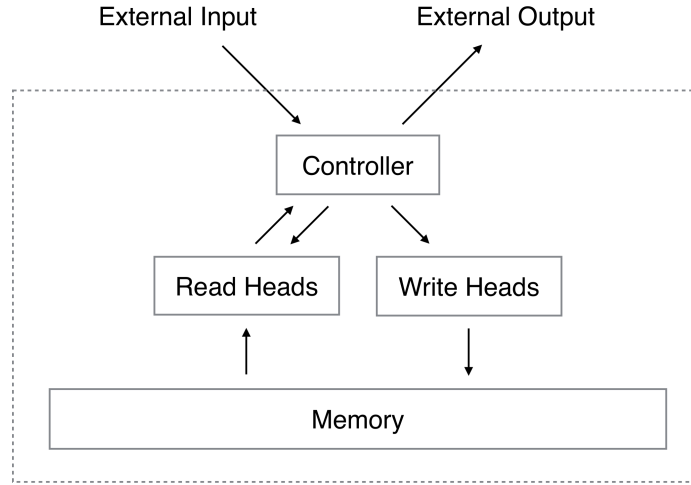 External Input
External Output
Controller
Read Heads
Write Heads
Memory